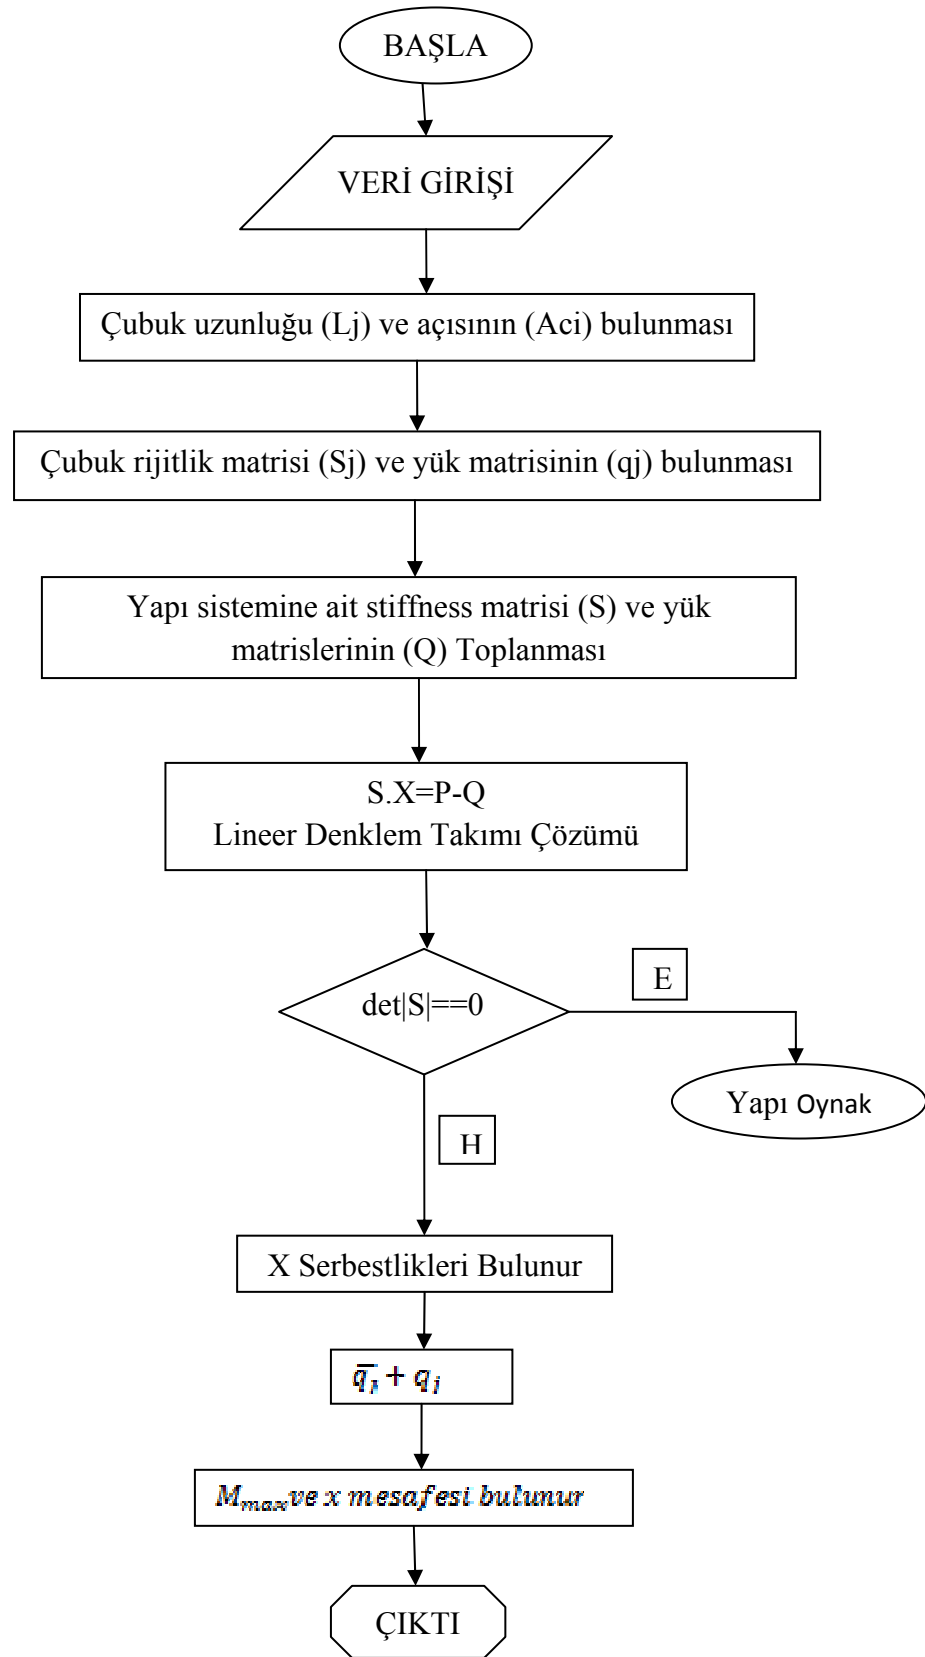 BAŞLA
VERİ GİRİŞİ
Çubuk uzunluğu (Lj) ve açısının (Aci) bulunması
Çubuk rijitlik matrisi (Sj) ve yük matrisinin (qj) bulunması
Yapı sistemine ait stiffness matrisi (S) ve yük
matrislerinin (Q) Toplanması
S.X=P-Q
Lineer Denklem Takımı Çözümü
det|S|==0
E
Yapı Oynak
H
X Serbestlikleri Bulunur
q̅ⱼ + qⱼ
Mmax ve x mesafesi bulunur
ÇIKTI